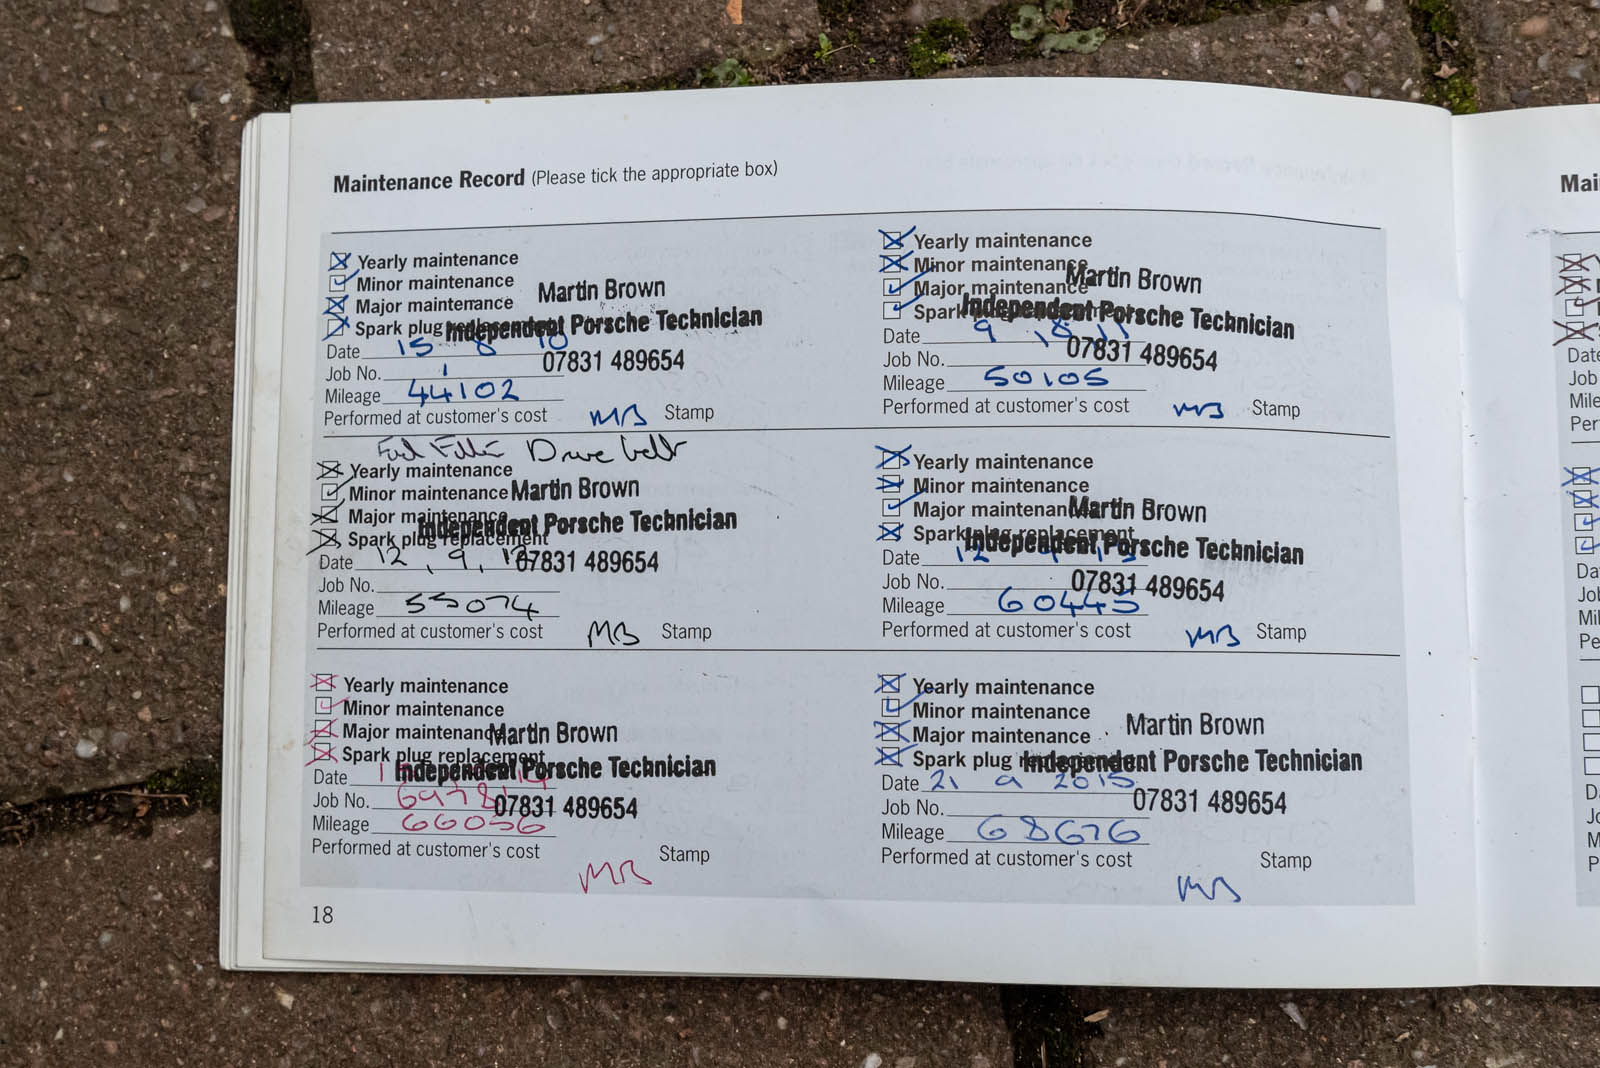 Maintenance Record (Please tick the appropriate box)
Yearly maintenance
Minor maintenance
Major maintenance
Spark plug
Martin Brown
Independent Porsche Technician
07831 489654
Date 15 8 10
Job No.
Mileage 44102
Performed at customer's cost MB Stamp
Yearly maintenance
Minor maintenance
Major maintenance
Spark
Martin Brown
Independent Porsche Technician
07831 489654
Date 9 8 11
Job No.
Mileage 50105
Performed at customer's cost MB Stamp
Fuel Filter Drive belt
Yearly maintenance
Minor maintenance
Major maintenance
Spark plug replacement
Martin Brown
Independent Porsche Technician
07831 489654
Date 12, 9, 12
Job No.
Mileage 55074
Performed at customer's cost MB Stamp
Yearly maintenance
Minor maintenance
Major maintenance
Spark plug replacement
Martin Brown
Independent Porsche Technician
07831 489654
Date 12
Job No.
Mileage 60445
Performed at customer's cost MB Stamp
Yearly maintenance
Minor maintenance
Major maintenance
Spark plug replacement
Martin Brown
Independent Porsche Technician
07831 489654
Date
Job No.
Mileage 66056
Performed at customer's cost MB Stamp
Yearly maintenance
Minor maintenance
Major maintenance
Spark plug
Martin Brown
Independent Porsche Technician
07831 489654
Date 21 9 2015
Job No.
Mileage 68676
Performed at customer's cost MB Stamp
18